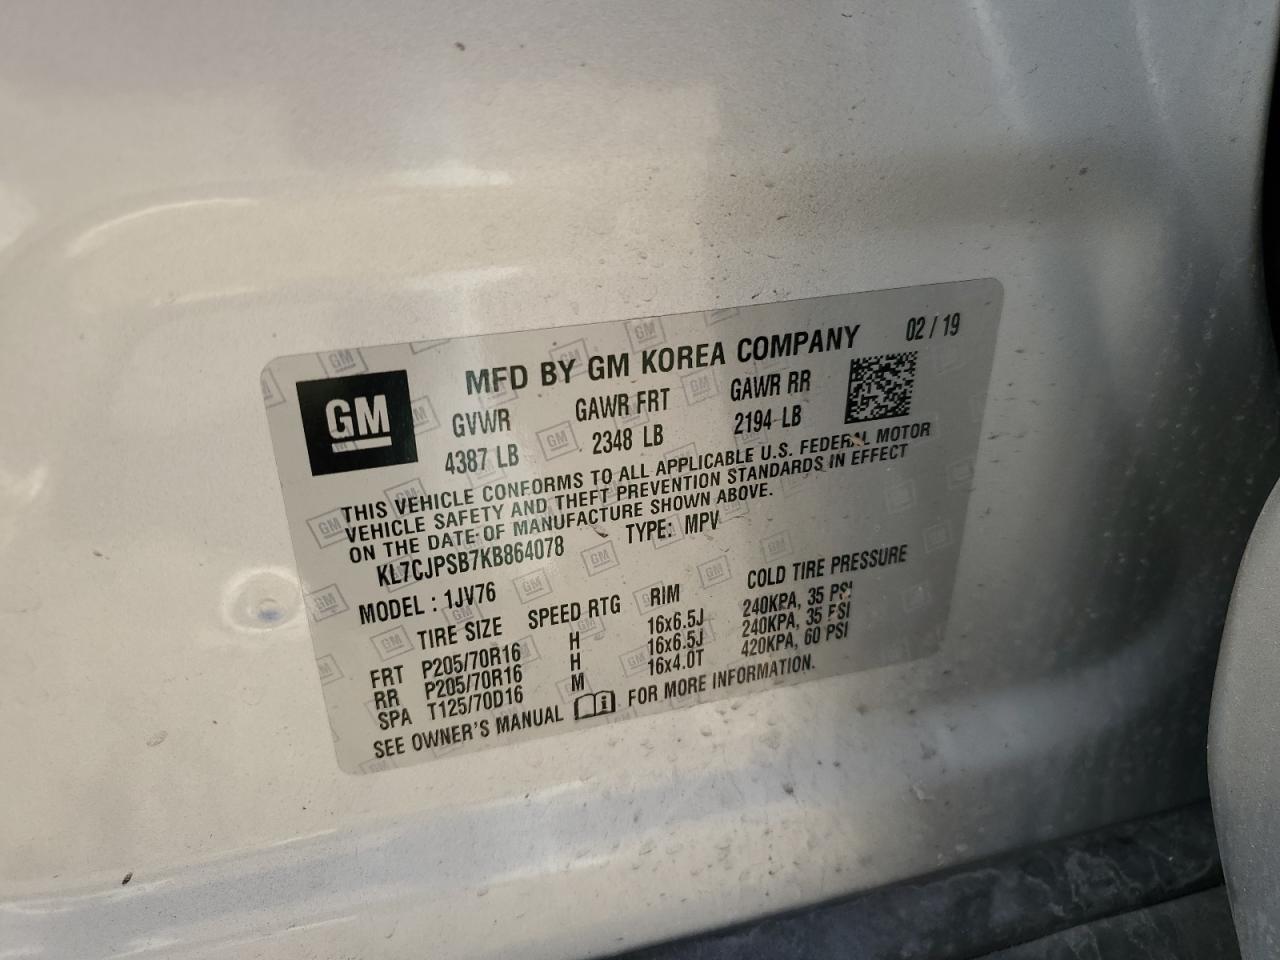 MFD BY GM KOREA COMPANY 02 / 19
GM
GVWR GAWR FRT GAWR RR
4387 LB 2348 LB 2194 LB
THIS VEHICLE CONFORMS TO ALL APPLICABLE U.S. FEDERAL MOTOR
VEHICLE SAFETY AND THEFT PREVENTION STANDARDS IN EFFECT
ON THE DATE OF MANUFACTURE SHOWN ABOVE.
KL7CJPSB7KB864078 TYPE: MPV
MODEL : 1JV76
TIRE SIZE SPEED RTG RIM COLD TIRE PRESSURE
FRT P205/70R16 H 16x6.5J 240KPA, 35 PSI
RR P205/70R16 H 16x6.5J 240KPA, 35 PSI
SPA T125/70D16 M 16x4.0T 420KPA, 60 PSI
SEE OWNER'S MANUAL FOR MORE INFORMATION.